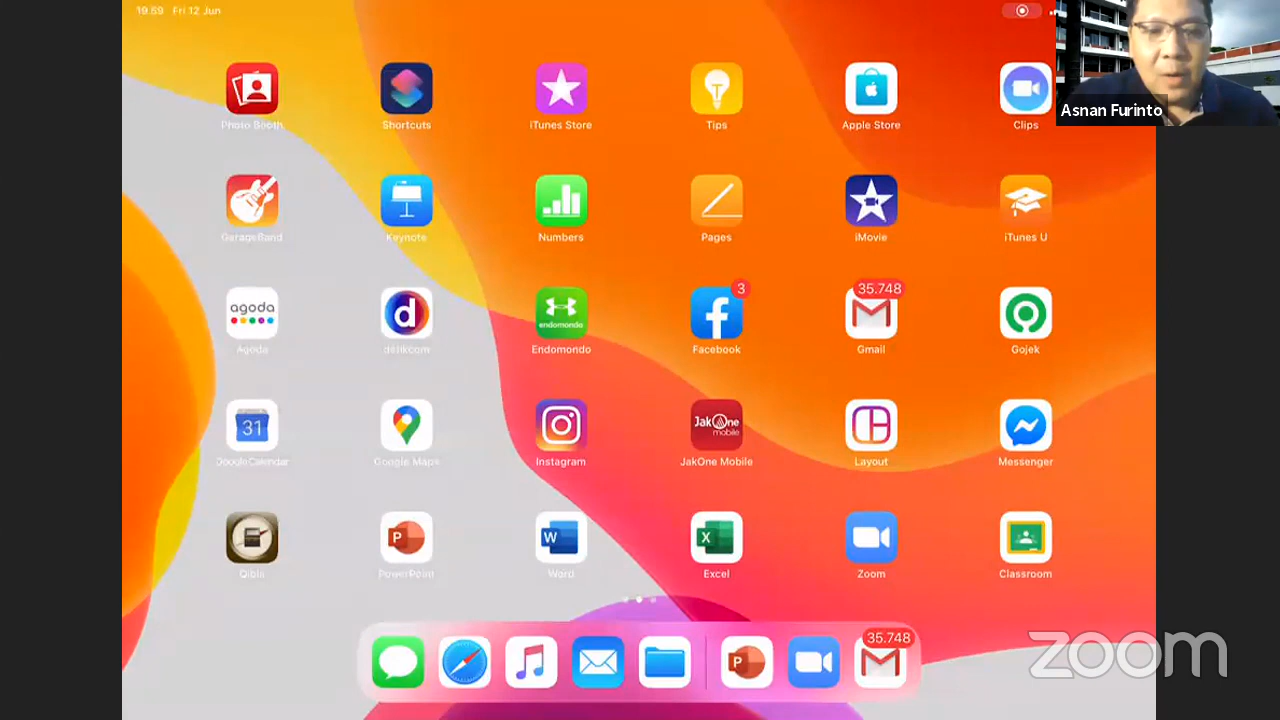 19.59 Fri 12 Jun
Asnan Furinto
Photo Booth
Shortcuts
iTunes Store
Tips
Apple Store
Clips
GarageBand
Keynote
Numbers
Pages
iMovie
iTunes U
agoda
d
endomondo
3
35.748
Agoda
detikcom
Endomondo
Facebook
Gmail
Gojek
31
JakOne
mobile
Google Calendar
Google Maps
Instagram
JakOne Mobile
Layout
Messenger
P
W
X
Qibla
PowerPoint
Word
Excel
Zoom
Classroom
P
35.748
zoom